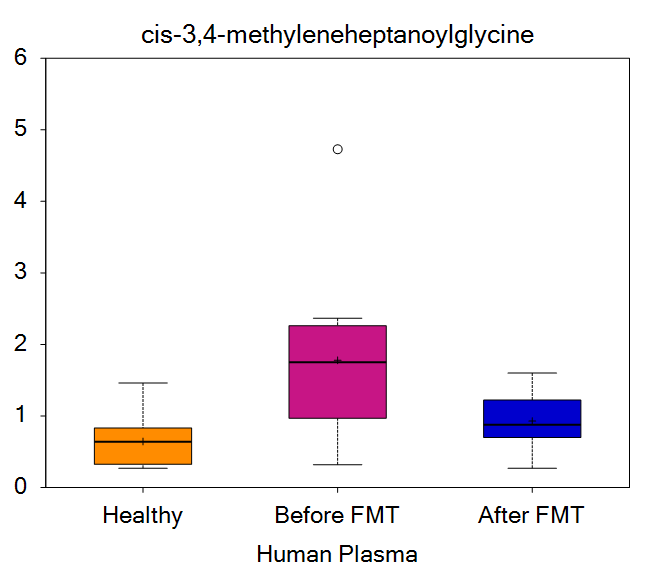 cis-3,4-methyleneheptanoylglycine
6
5
4
3
2
1
0
Healthy Before FMT After FMT
Human Plasma